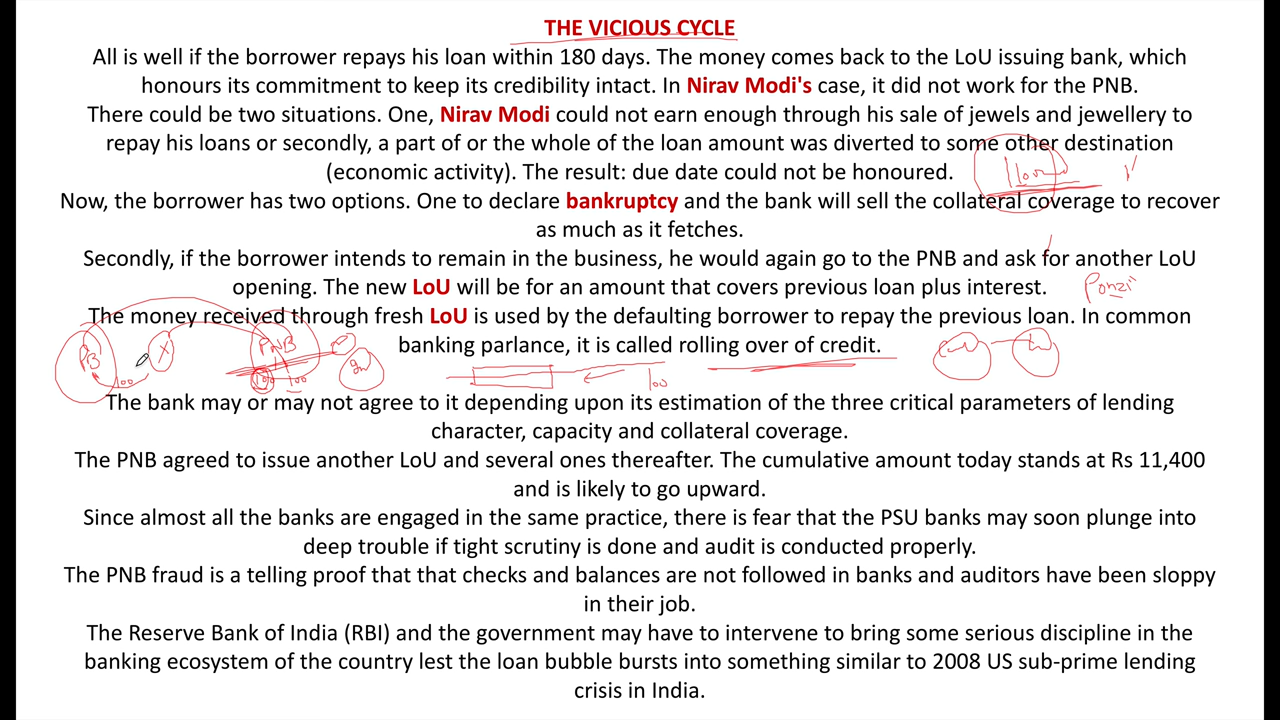 THE VICIOUS CYCLE
All is well if the borrower repays his loan within 180 days. The money comes back to the LoU issuing bank, which
honours its commitment to keep its credibility intact. In Nirav Modi's case, it did not work for the PNB.
There could be two situations. One, Nirav Modi could not earn enough through his sale of jewels and jewellery to
repay his loans or secondly, a part of or the whole of the loan amount was diverted to some other destination
(economic activity). The result: due date could not be honoured.
Now, the borrower has two options. One to declare bankruptcy and the bank will sell the collateral coverage to recover
as much as it fetches.
Secondly, if the borrower intends to remain in the business, he would again go to the PNB and ask for another LoU
opening. The new LoU will be for an amount that covers previous loan plus interest.
Ponzi
The money received through fresh LoU is used by the defaulting borrower to repay the previous loan. In common
PB X PNB
banking parlance, it is called rolling over of credit.
100 100 100 100
The bank may or may not agree to it depending upon its estimation of the three critical parameters of lending
character, capacity and collateral coverage.
The PNB agreed to issue another LoU and several ones thereafter. The cumulative amount today stands at Rs 11,400
and is likely to go upward.
Since almost all the banks are engaged in the same practice, there is fear that the PSU banks may soon plunge into
deep trouble if tight scrutiny is done and audit is conducted properly.
The PNB fraud is a telling proof that that checks and balances are not followed in banks and auditors have been sloppy
in their job.
The Reserve Bank of India (RBI) and the government may have to intervene to bring some serious discipline in the
banking ecosystem of the country lest the loan bubble bursts into something similar to 2008 US sub-prime lending
crisis in India.